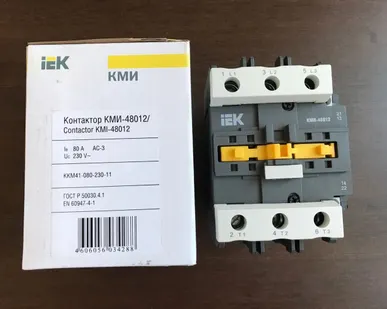 iEK
КМИ
Контактор КМИ-48012/
Contactor KMI-48012
Iе 80 А АС-3
Uc 230 V~
KKM41-080-230-11
ГОСТ Р 50030.4.1
EN 60947-4-1
4606056034288
1 L1
3 L2
5 L3
iEK
КМИ-48012
2 T1
4 T2
6 T3